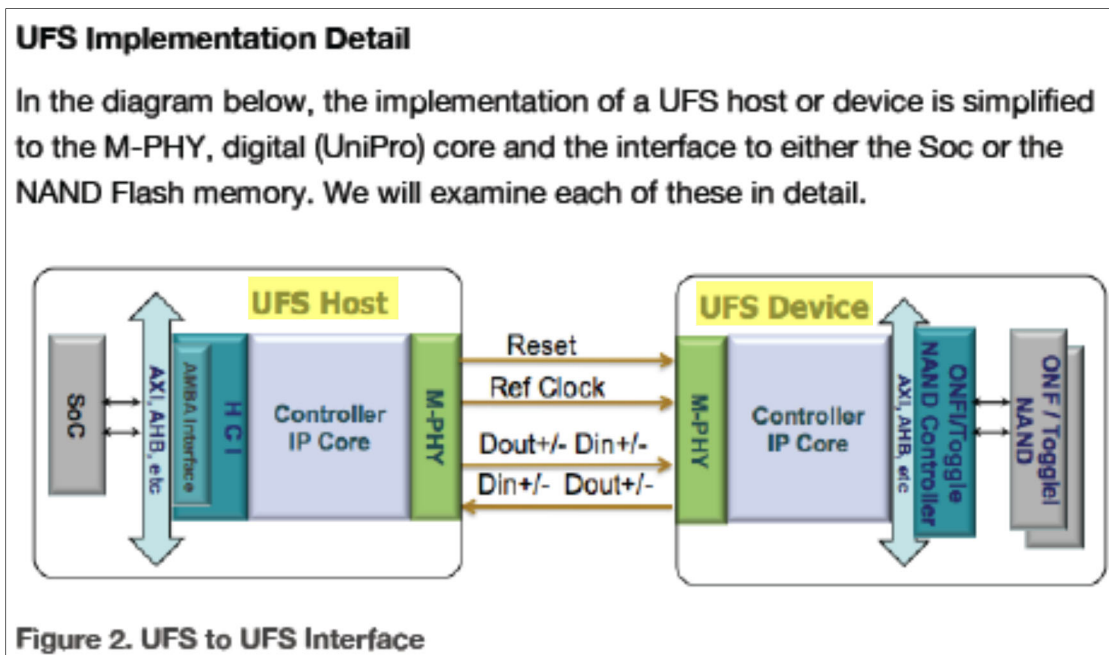 UFS Implementation Detail
In the diagram below, the implementation of a UFS host or device is simplified
to the M-PHY, digital (UniPro) core and the interface to either the Soc or the
NAND Flash memory. We will examine each of these in detail.
UFS Host
SoC
AXI, AHB, etc
AMBA Interface
H C I
Controller
IP Core
M-PHY
Reset
Ref Clock
Dout+/- Din+/-
Din+/- Dout+/-
UFS Device
M-PHY
Controller
IP Core
AXI, AHB, etc
ONFI/Toggle
NAND Controller
ONF / Togglel
NAND
Figure 2. UFS to UFS Interface